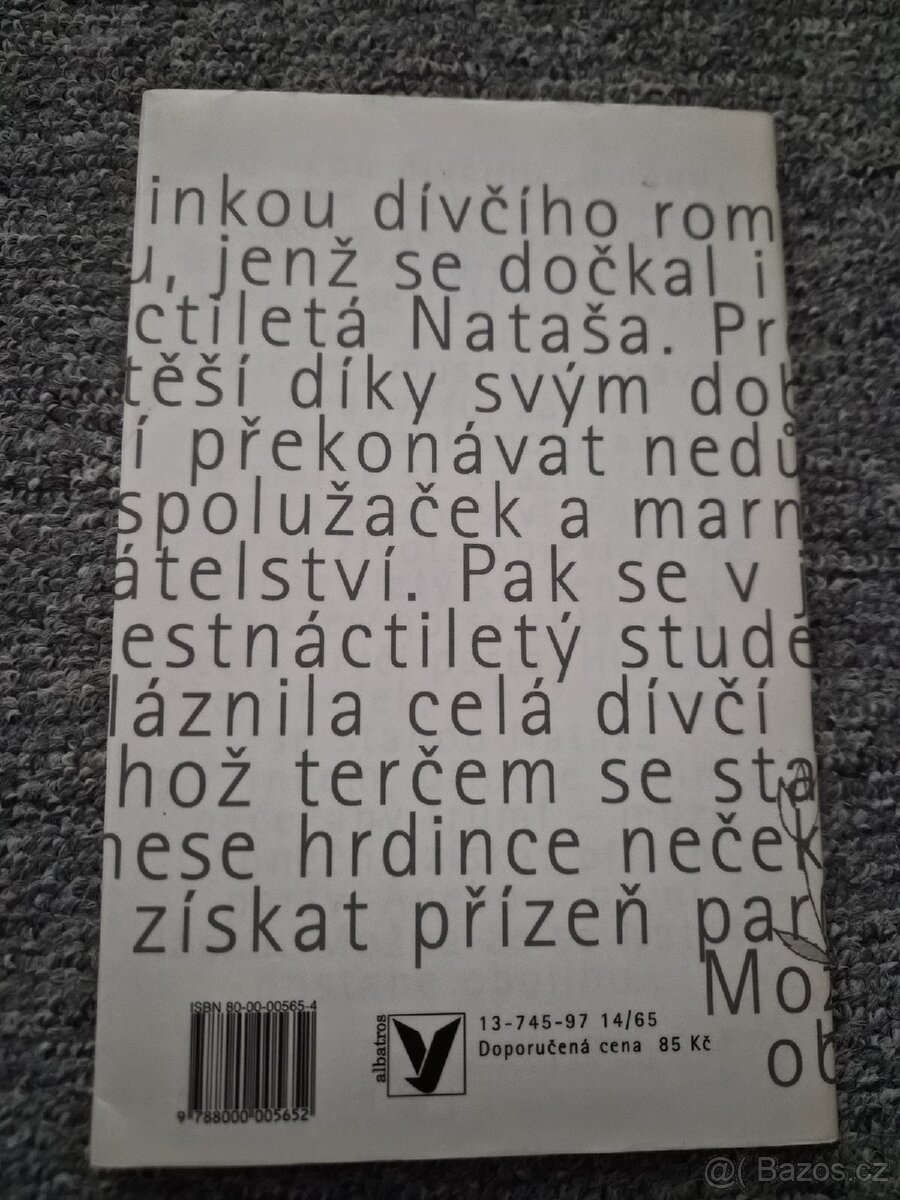 inkou dívčího rom
u, jenž se dočkal i
ctiletá Nataša. Pr
těší díky svým dob
í překonávat nedů
spolužaček a marn
átelství. Pak se v j
estnáctiletý stude
láznila celá dívčí
hož terčem se sta
nese hrdince neček
získat přízeň par
Moz
ob
ISBN 80-00-00565-4
9 788000 005652
albatros
13-745-97 14/65
Doporučená cena 85 Kč
@( Bazos.cz